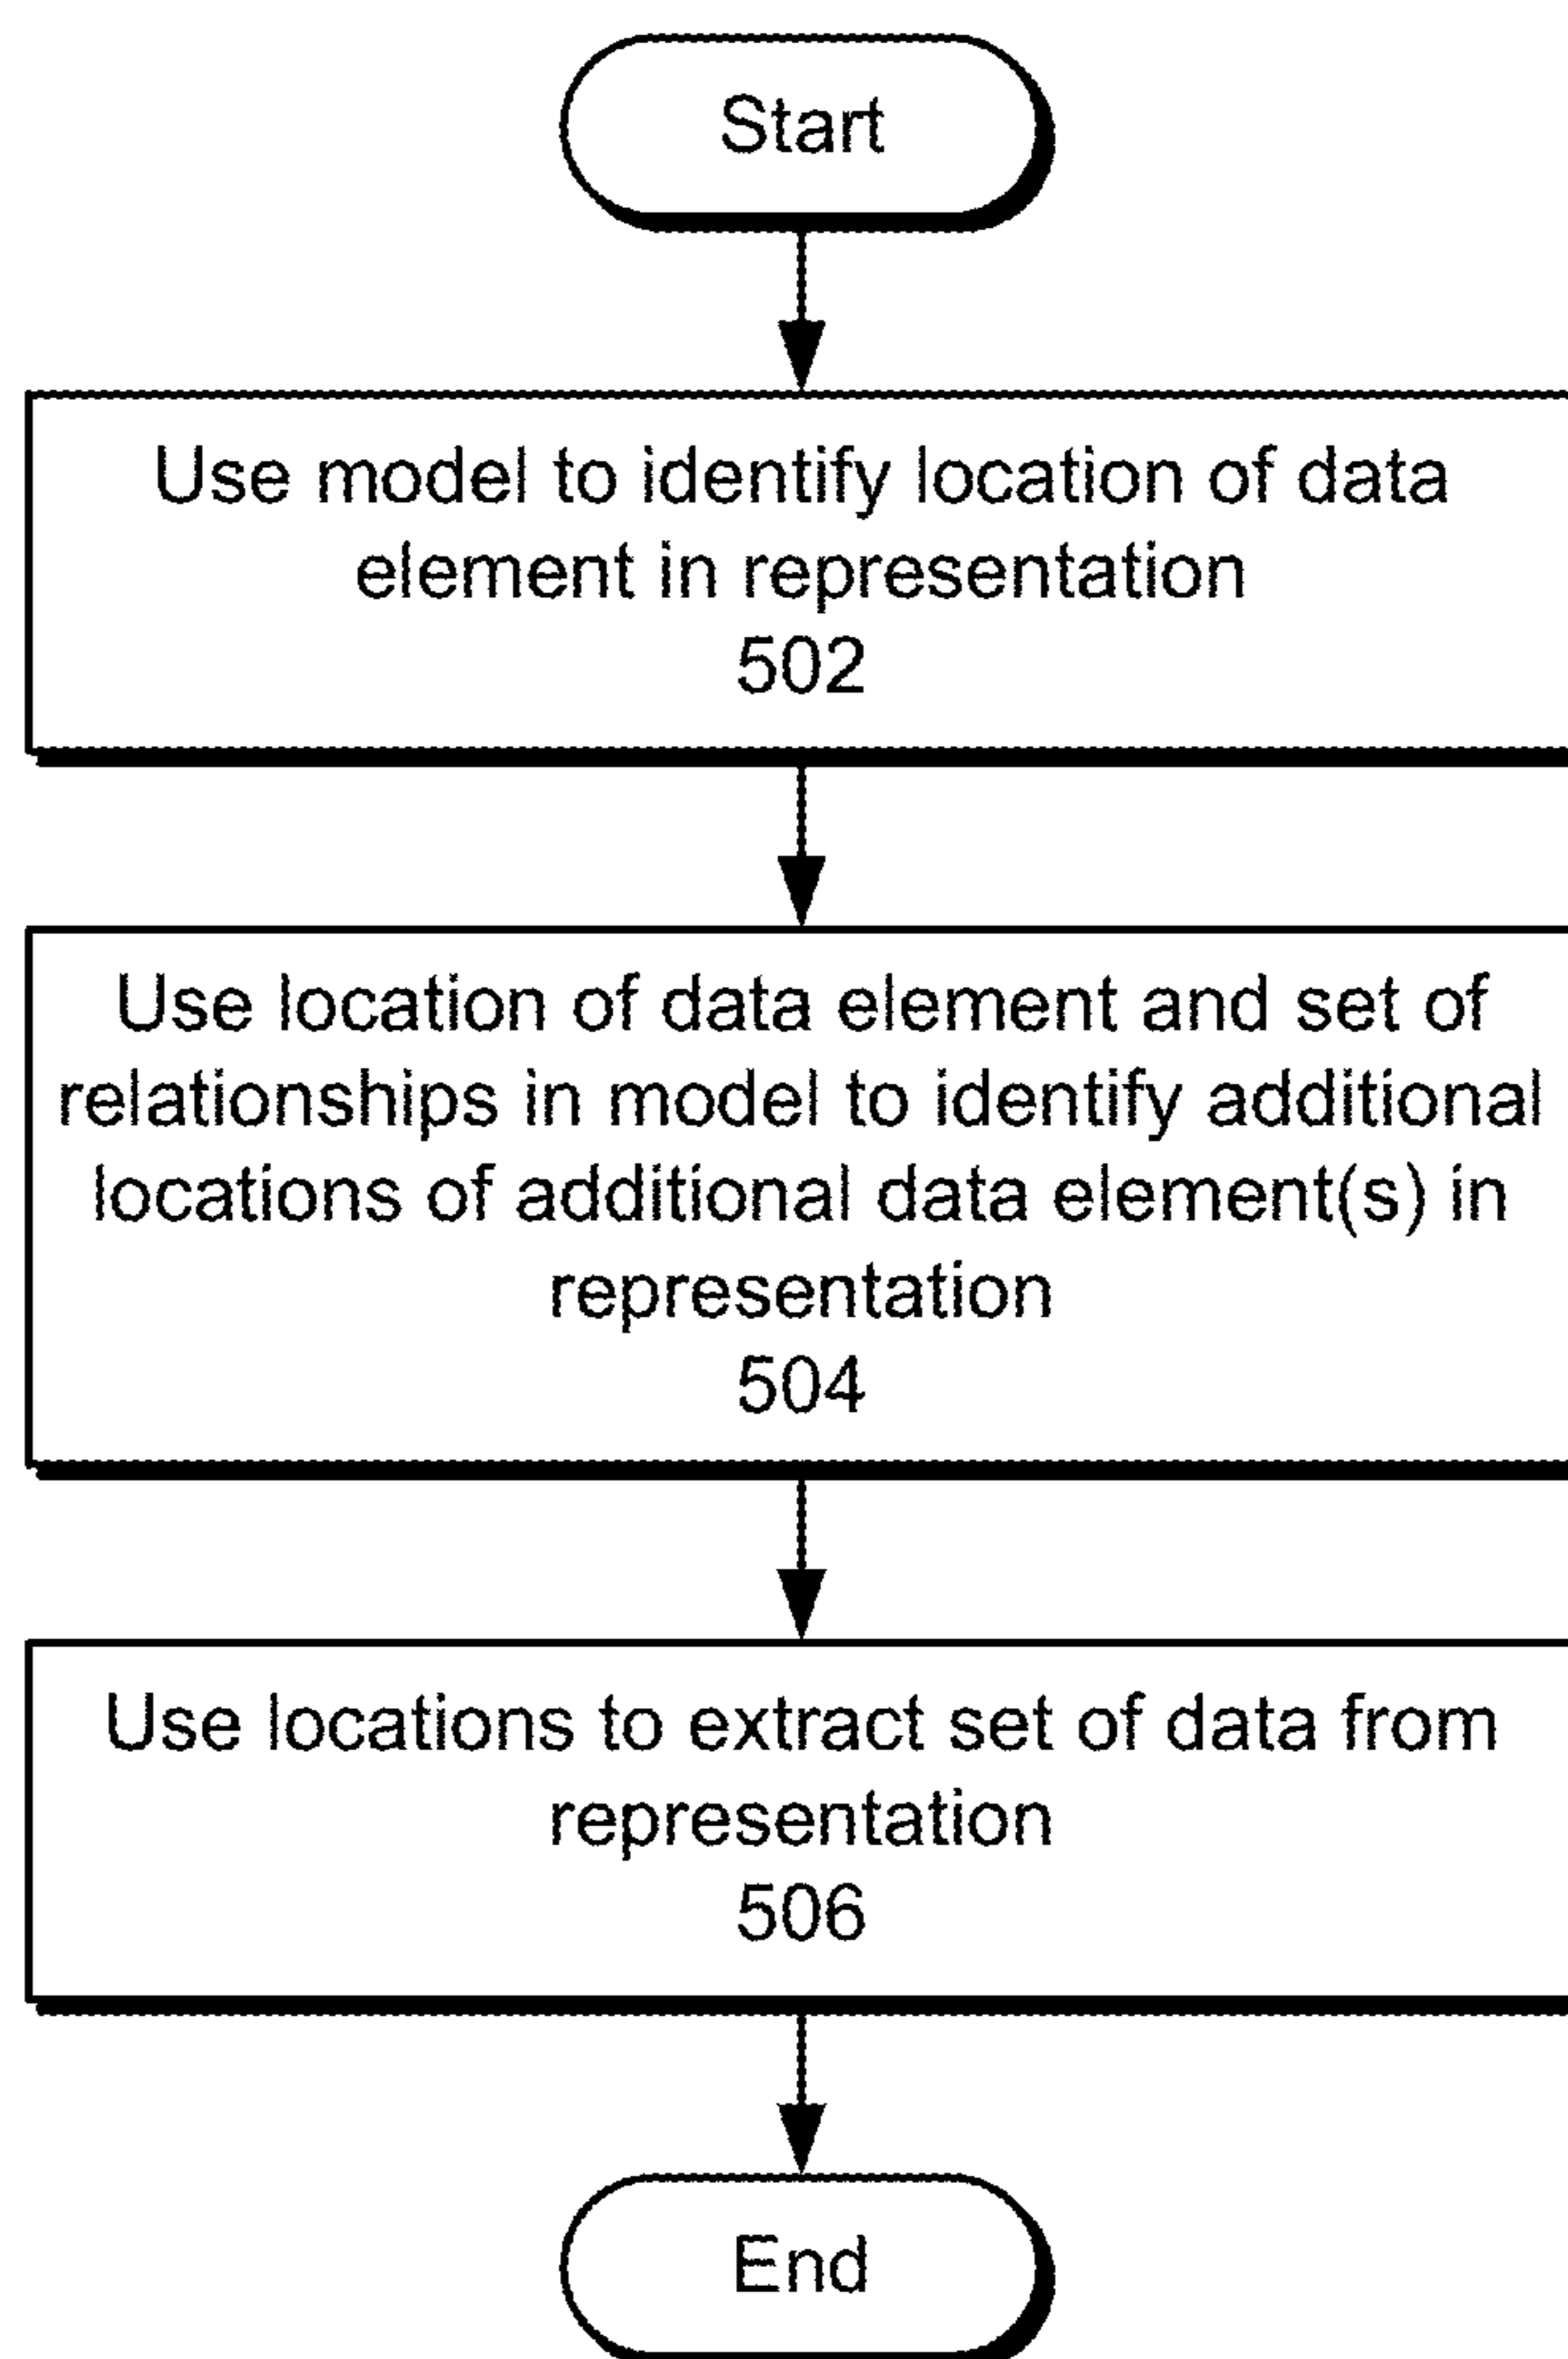 Start
Use model to identify location of data
element in representation
502
Use location of data element and set of
relationships in model to identify additional
locations of additional data element(s) in
representation
504
Use locations to extract set of data from
representation
506
End